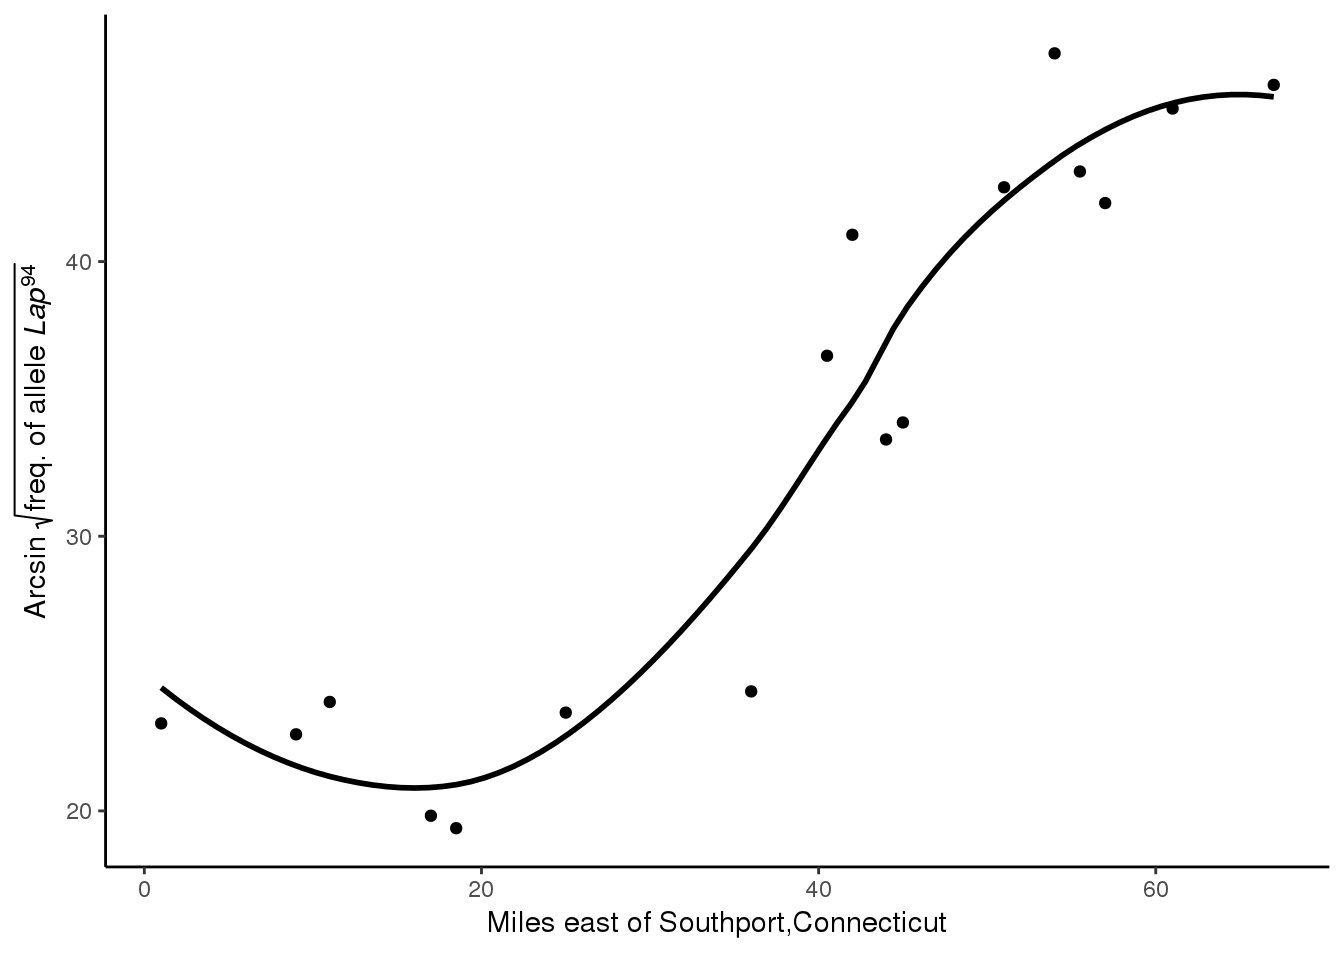 Arcsin √freq. of allele Lap⁹⁴
40
30
20
0 20 40 60
Miles east of Southport,Connecticut